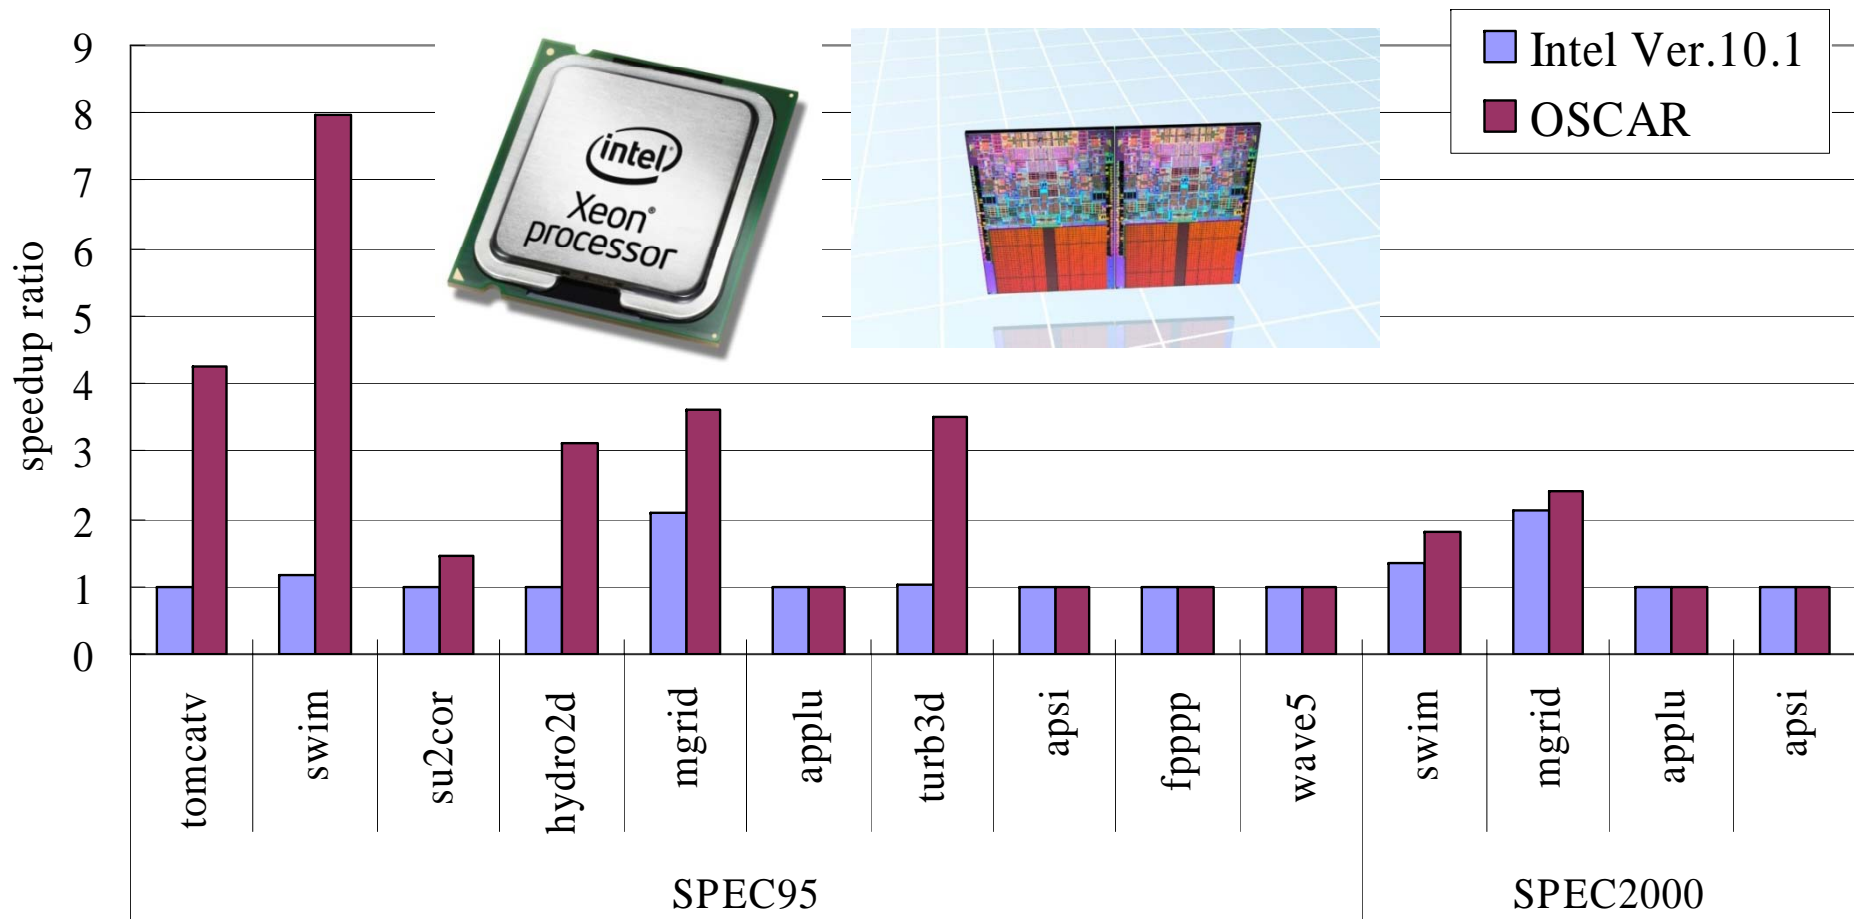 9
8
7
6
5
4
3
2
1
0
speedup ratio
intel
Xeon®
processor
Intel Ver.10.1
OSCAR
tomcatv
swim
su2cor
hydro2d
mgrid
applu
turb3d
apsi
fpppp
wave5
swim
mgrid
applu
apsi
SPEC95
SPEC2000